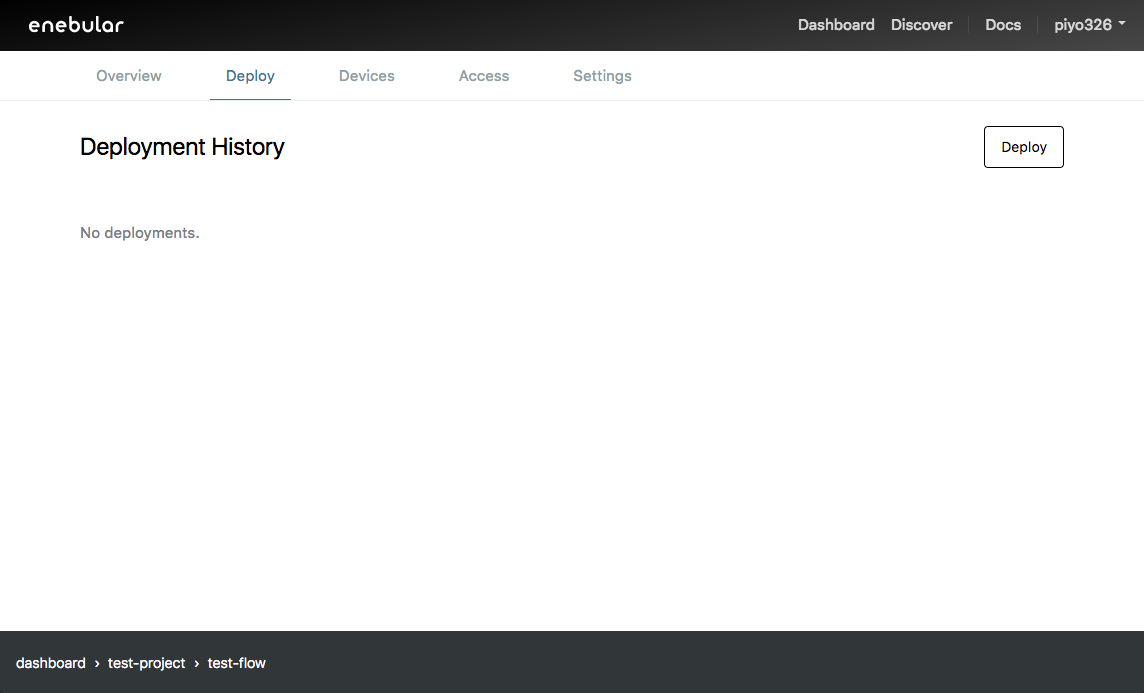 enebular Dashboard Discover Docs piyo326
Overview Deploy Devices Access Settings
Deployment History Deploy
No deployments.
dashboard › test-project › test-flow